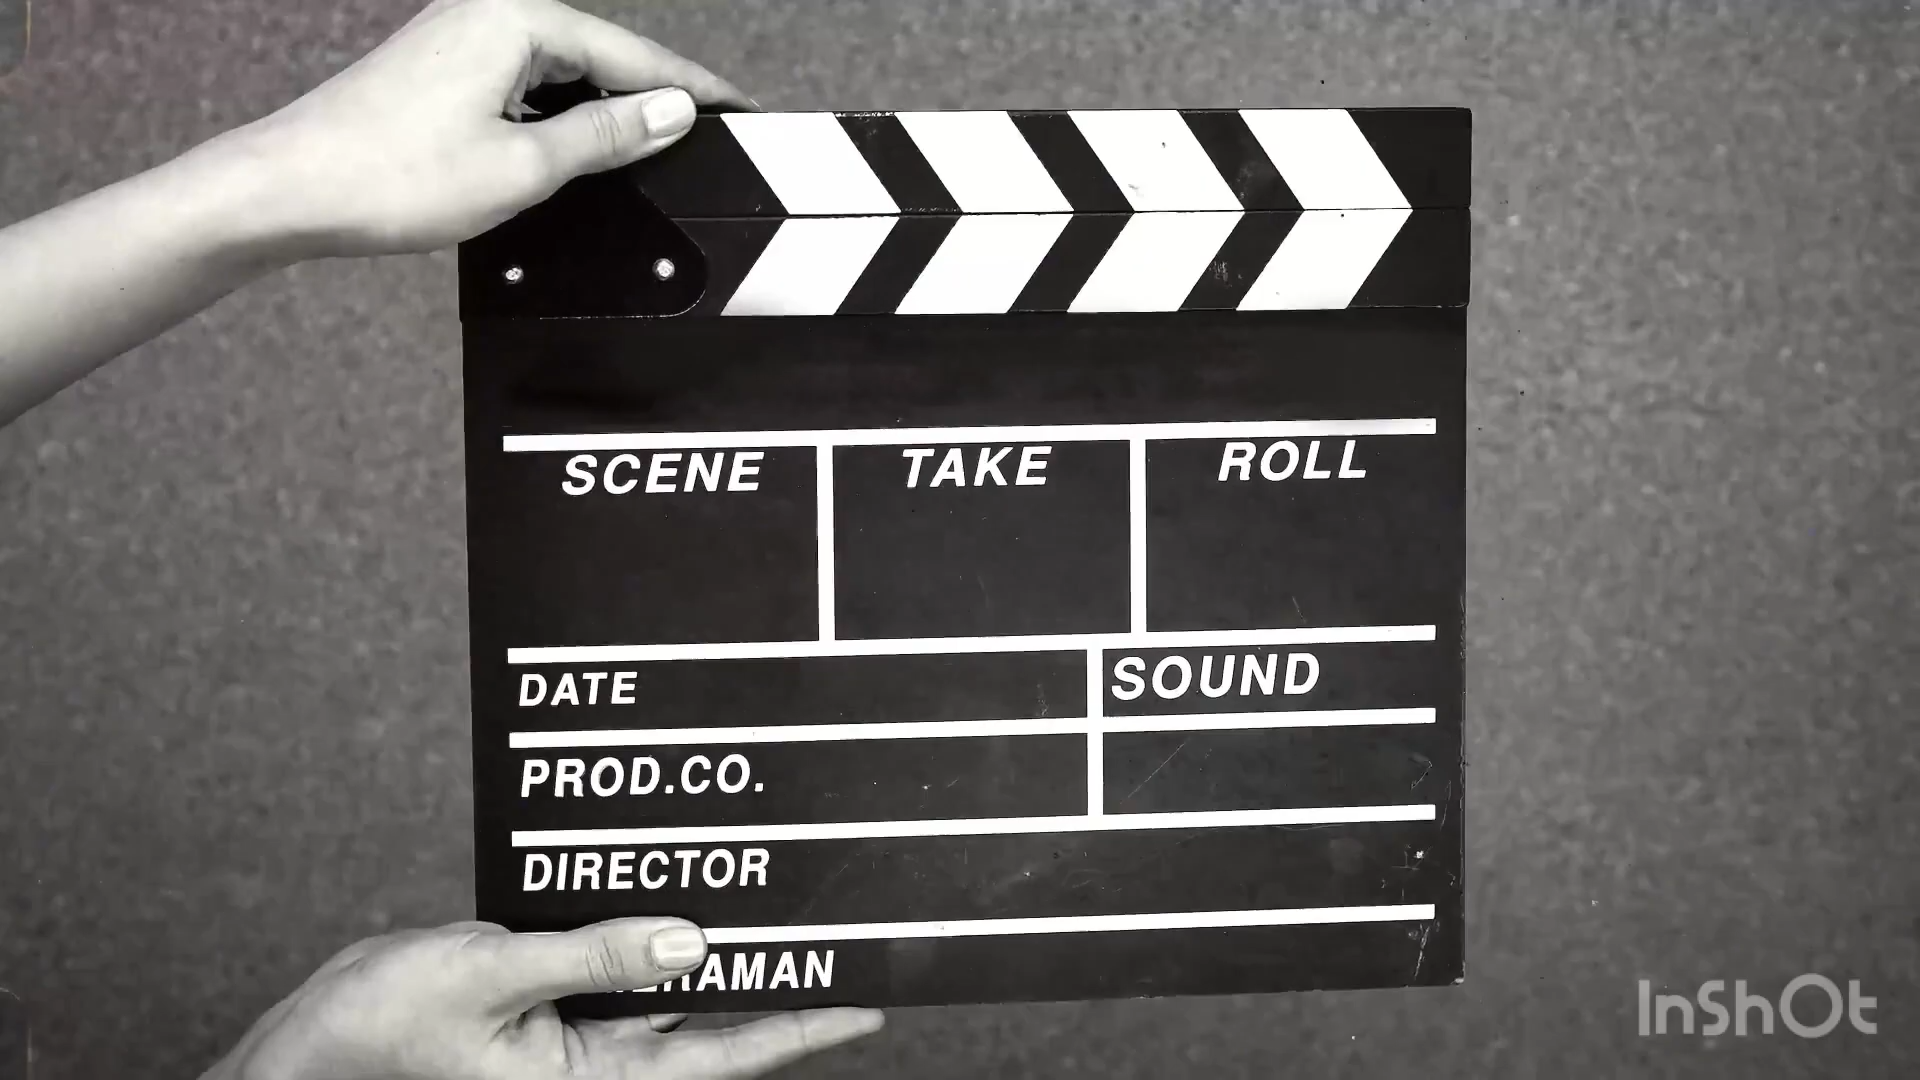 SCENE TAKE ROLL
DATE SOUND
PROD.CO.
DIRECTOR
InShOt